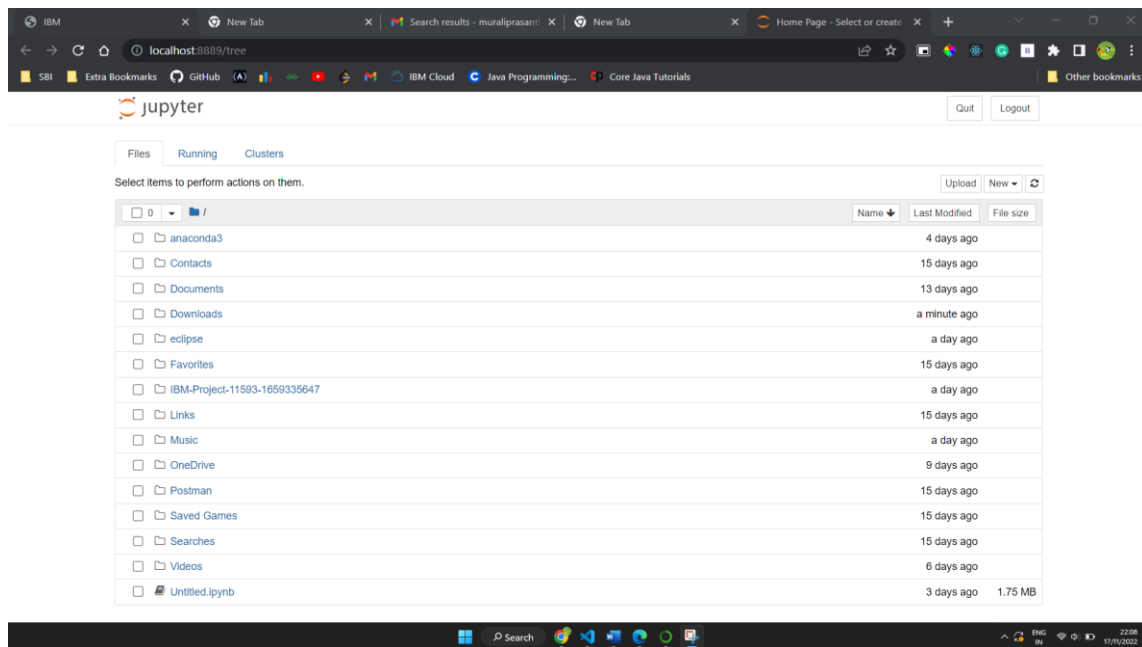 IBM New Tab Search results - muraliprasant New Tab Home Page - Select or create
localhost:8889/tree
SBI Extra Bookmarks GitHub IBM Cloud Java Programming:... Core Java Tutorials Other bookmarks
jupyter Quit Logout
Files Running Clusters
Select items to perform actions on them. Upload New
0 / Name Last Modified File size
anaconda3 4 days ago
Contacts 15 days ago
Documents 13 days ago
Downloads a minute ago
eclipse a day ago
Favorites 15 days ago
IBM-Project-11593-1659335647 a day ago
Links 15 days ago
Music a day ago
OneDrive 9 days ago
Postman 15 days ago
Saved Games 15 days ago
Searches 15 days ago
Videos 6 days ago
Untitled.ipynb 3 days ago 1.75 MB
Search ENG 22:08
IN 17/11/2022